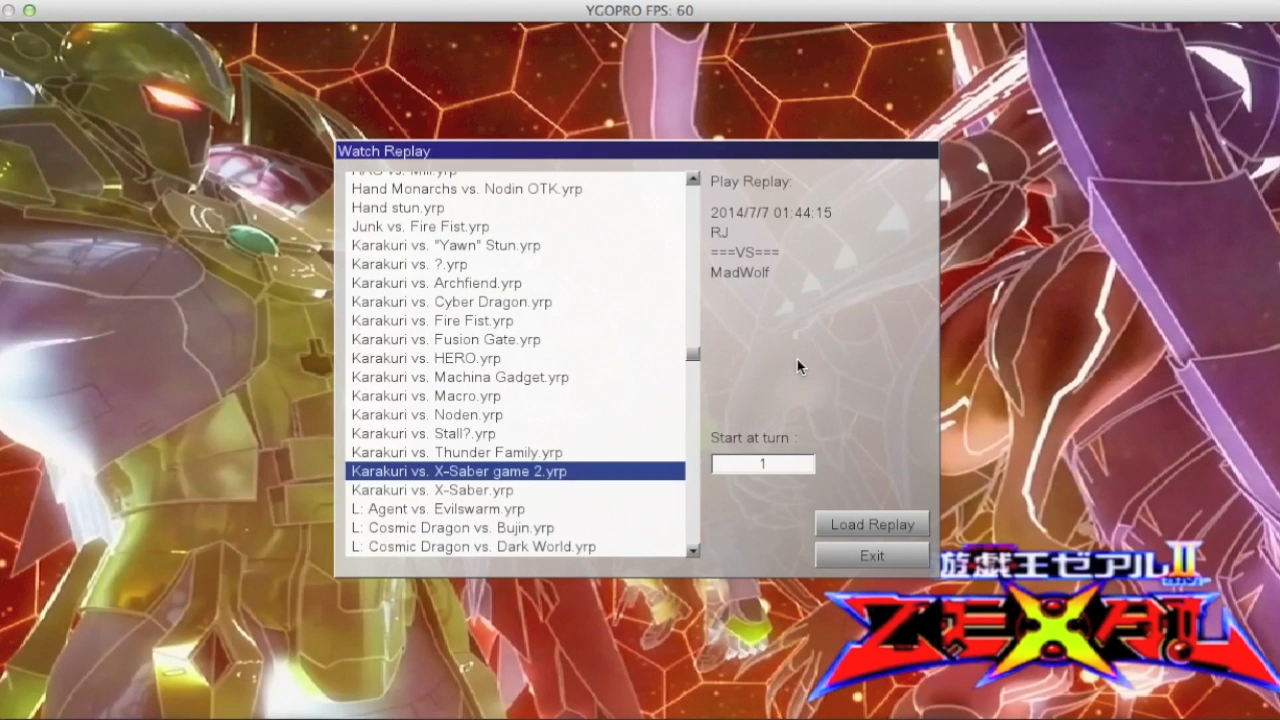 YGOPRO FPS: 60
Watch Replay
Hand Monarchs vs. Nodin OTK.yrp
Hand stun.yrp
Junk vs. Fire Fist.yrp
Karakuri vs. "Yawn" Stun.yrp
Karakuri vs. ?.yrp
Karakuri vs. Archfiend.yrp
Karakuri vs. Cyber Dragon.yrp
Karakuri vs. Fire Fist.yrp
Karakuri vs. Fusion Gate.yrp
Karakuri vs. HERO.yrp
Karakuri vs. Machina Gadget.yrp
Karakuri vs. Macro.yrp
Karakuri vs. Noden.yrp
Karakuri vs. Stall?.yrp
Karakuri vs. Thunder Family.yrp
Karakuri vs. X-Saber game 2.yrp
Karakuri vs. X-Saber.yrp
L: Agent vs. Evilswarm.yrp
L: Cosmic Dragon vs. Bujin.yrp
L: Cosmic Dragon vs. Dark World.yrp
Play Replay:
2014/7/7 01:44:15
RJ
===VS===
MadWolf
Start at turn :
1
Load Replay
Exit
遊戯王ゼアルII
セカンド
ZEXAL